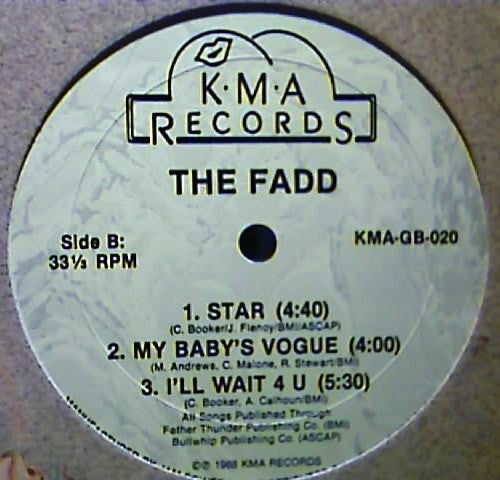 K·M·A
RECORDS
THE FADD
Side B:
33⅓ RPM
KMA-GB-020
1. STAR (4:40)
(C. Booker/J. Flenoy/BMI/ASCAP)
2. MY BABY'S VOGUE (4:00)
(M. Andrews, C. Malone, R. Stewart/BMI)
3. I'LL WAIT 4 U (5:30)
(C. Booker, A. Calhoun/BMI)
All Songs Published Through
Father Thunder Publishing Co. (BMI)
Bullwhip Publishing Co. (ASCAP)
©℗ 1988 KMA RECORDS